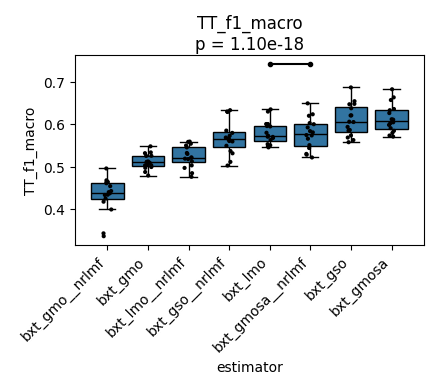 TT_f1_macro
p = 1.10e-18
TT_f1_macro
0.7
0.6
0.5
0.4
bxt_gmo__nrlmf
bxt_gmo
bxt_lmo__nrlmf
bxt_gso__nrlmf
bxt_lmo
bxt_gmosa__nrlmf
bxt_gso
bxt_gmosa
estimator